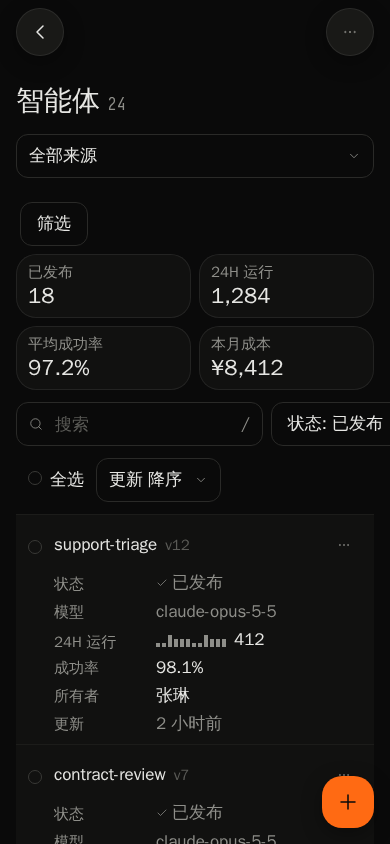 智能体 24
全部来源
筛选
已发布
18
24H 运行
1,284
平均成功率
97.2%
本月成本
¥8,412
搜索 /
状态: 已发布
全选
更新 降序
support-triage v12
状态 已发布
模型 claude-opus-5-5
24H 运行 412
成功率 98.1%
所有者 张琳
更新 2 小时前
contract-review v7
状态 已发布
模型 claude-opus-5-5